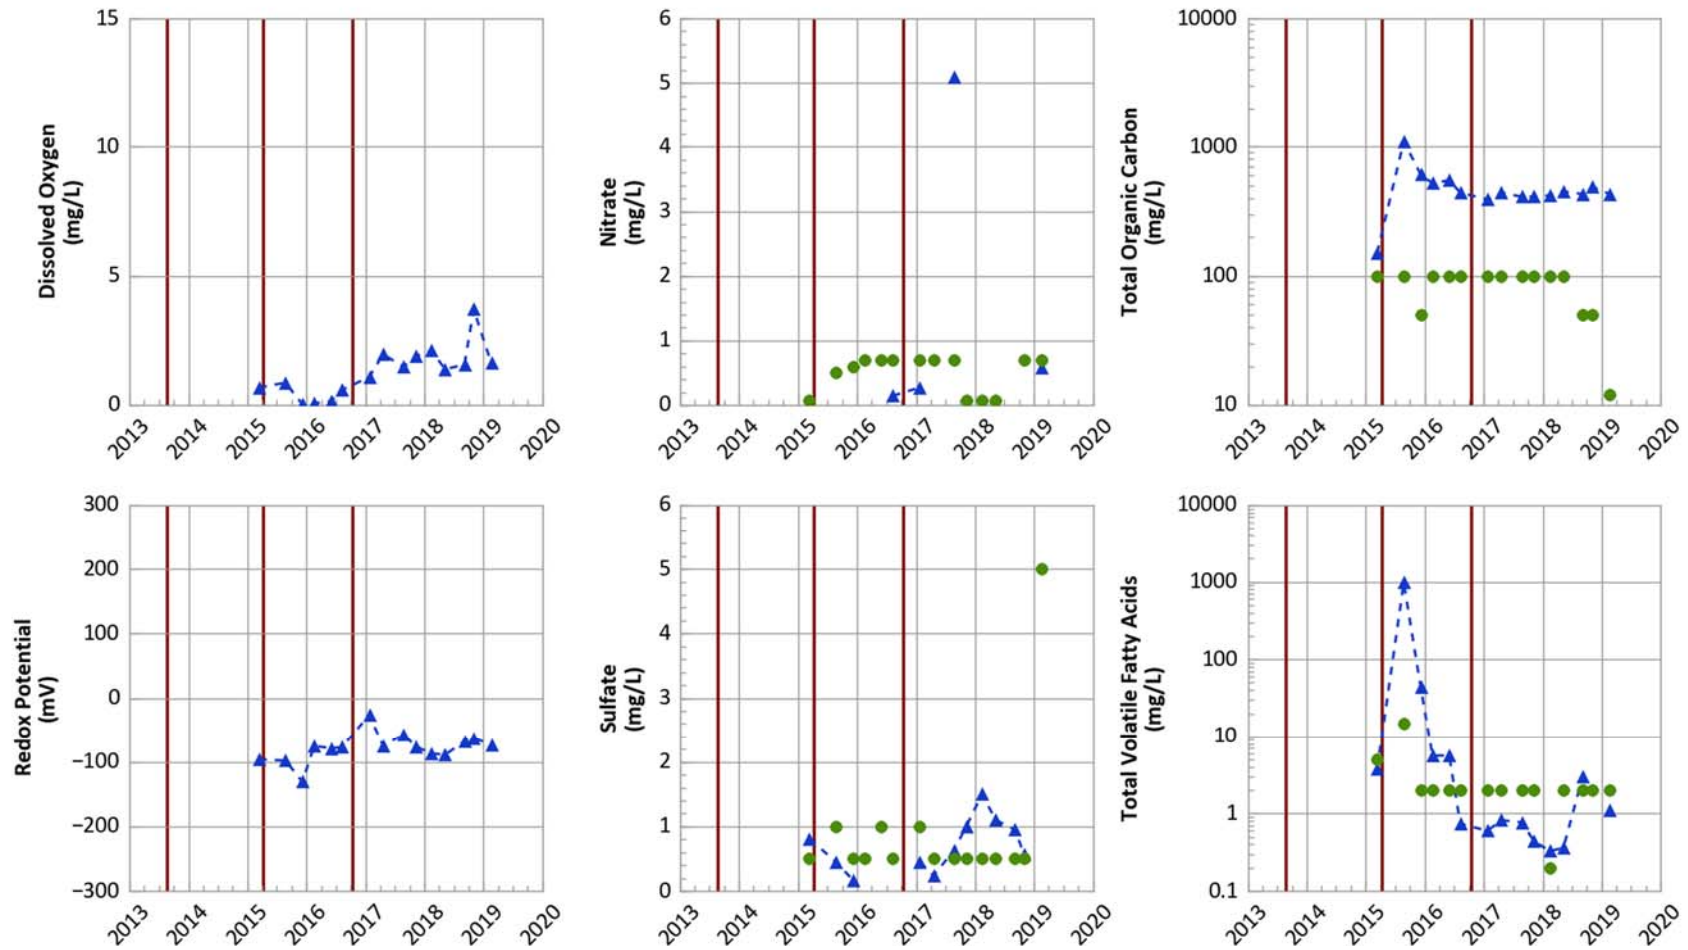 Dissolved Oxygen
(mg/L)
15
10
5
0
2013 2014 2015 2016 2017 2018 2019 2020
Nitrate
(mg/L)
6
5
4
3
2
1
0
2013 2014 2015 2016 2017 2018 2019 2020
Total Organic Carbon
(mg/L)
10000
1000
100
10
2013 2014 2015 2016 2017 2018 2019 2020
Redox Potential
(mV)
300
200
100
0
−100
−200
−300
2013 2014 2015 2016 2017 2018 2019 2020
Sulfate
(mg/L)
6
5
4
3
2
1
0
2013 2014 2015 2016 2017 2018 2019 2020
Total Volatile Fatty Acids
(mg/L)
10000
1000
100
10
1
0.1
2013 2014 2015 2016 2017 2018 2019 2020